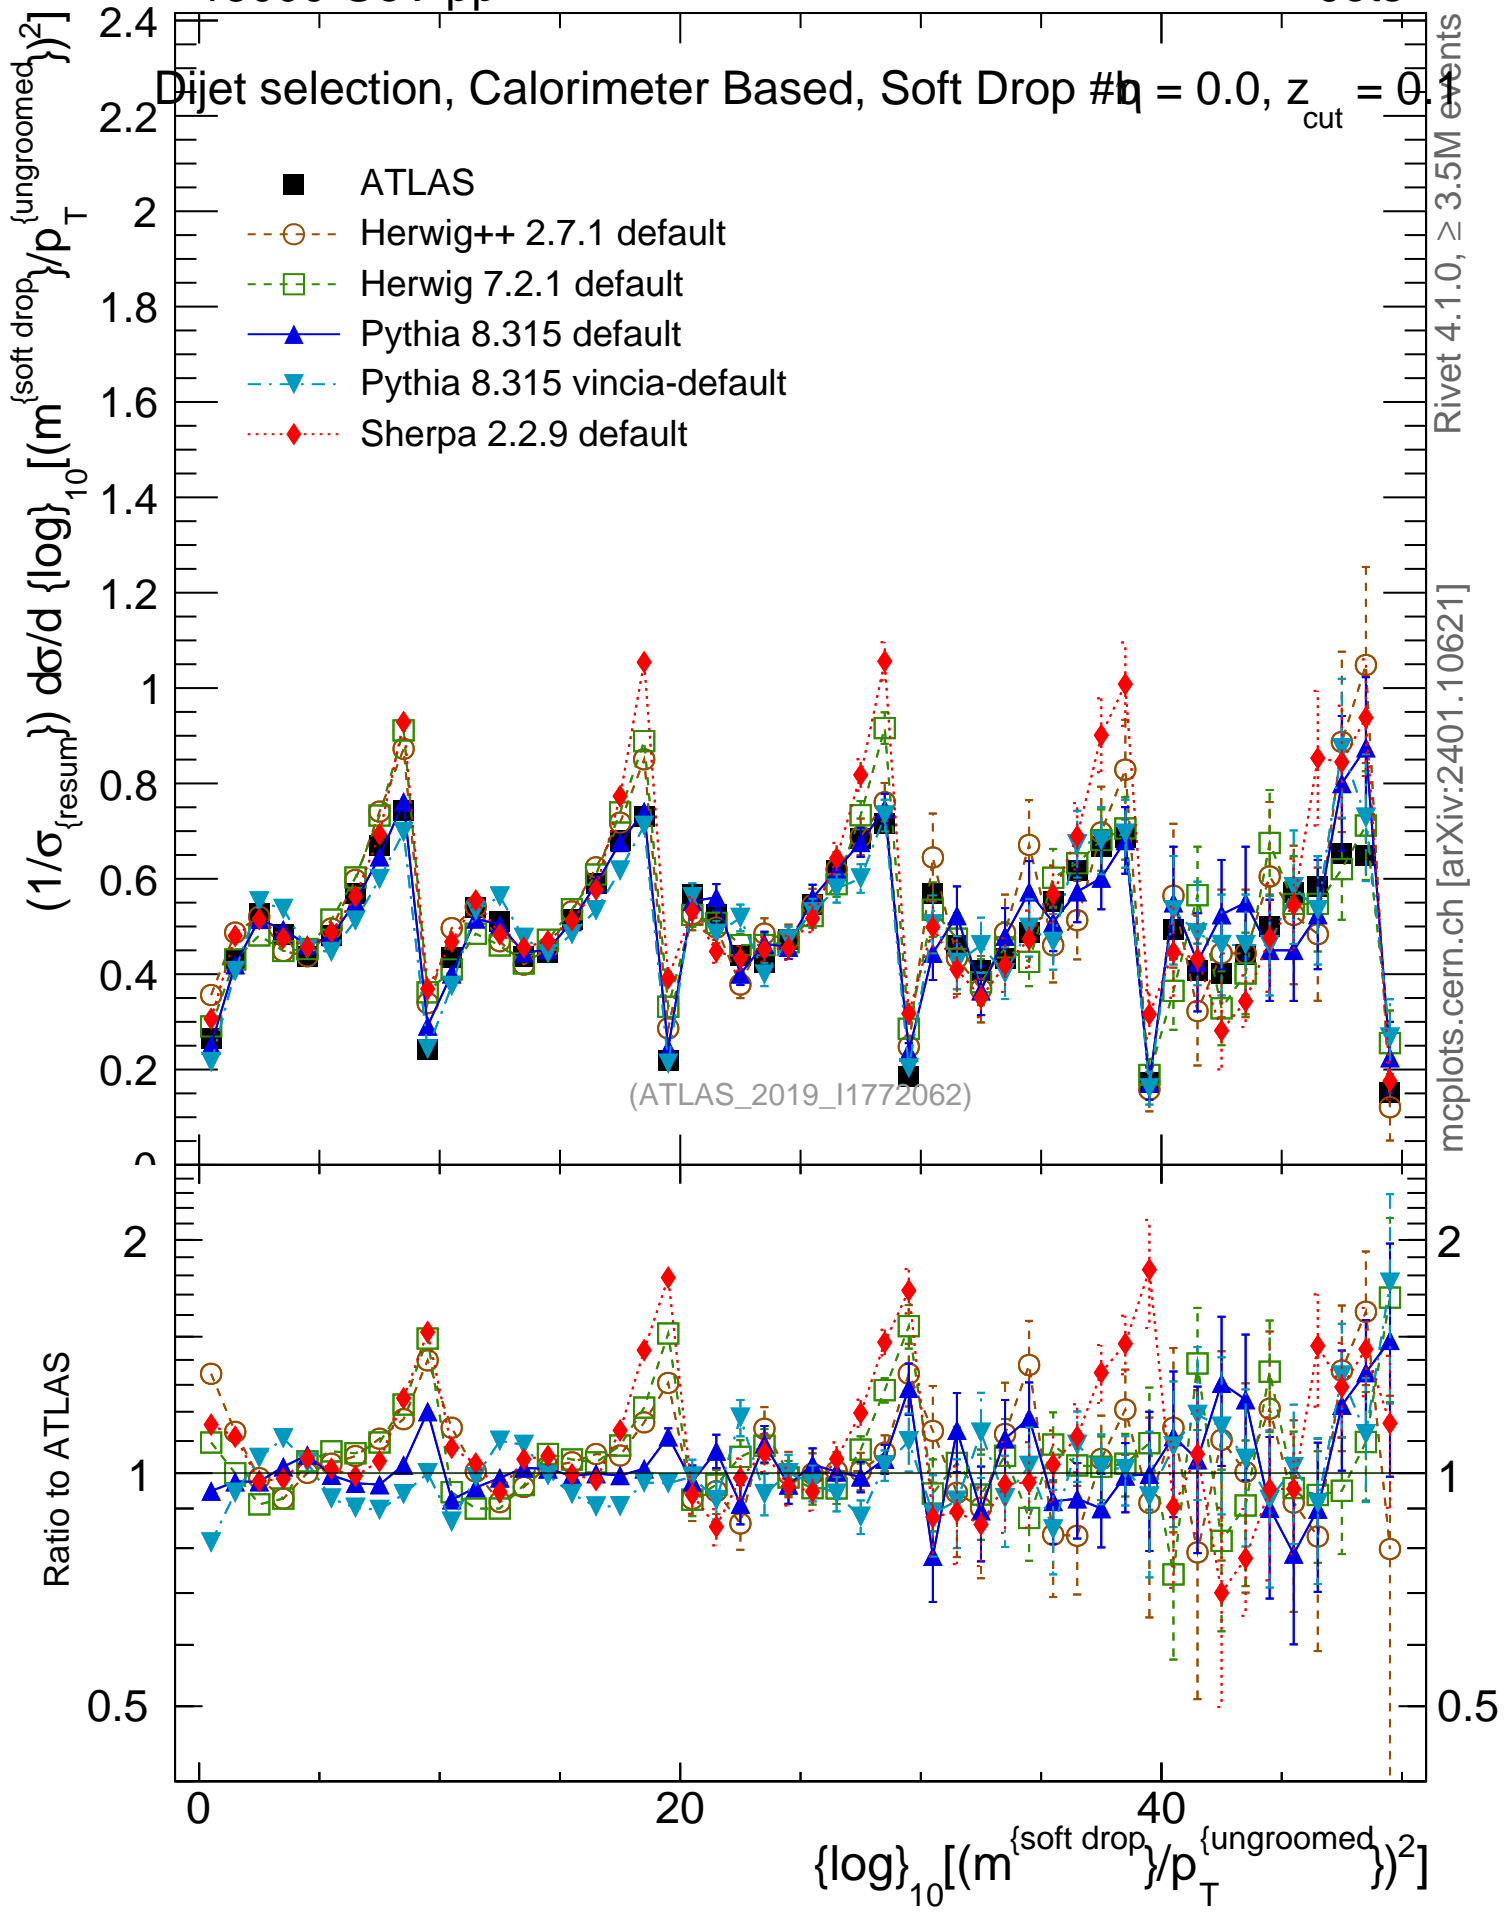 Dijet selection, Calorimeter Based, Soft Drop = 0.0, z_cut = 0.1
ATLAS
Herwig++ 2.7.1 default
Herwig 7.2.1 default
Pythia 8.315 default
Pythia 8.315 vincia-default
Sherpa 2.2.9 default
(1/σ_{resum}) dσ/d {log}_10[(m^{soft drop}/p_T^{ungroomed})^2]
2.4
2.2
2
1.8
1.6
1.4
1.2
1
0.8
0.6
0.4
0.2
0
(ATLAS_2019_I1772062)
Rivet 4.1.0, ≥ 3.5M events
mcplots.cern.ch [arXiv:2401.10621]
Ratio to ATLAS
2 2
1 1
0.5 0.5
0 20 40
{log}_10[(m^{soft drop}/p_T^{ungroomed})^2]